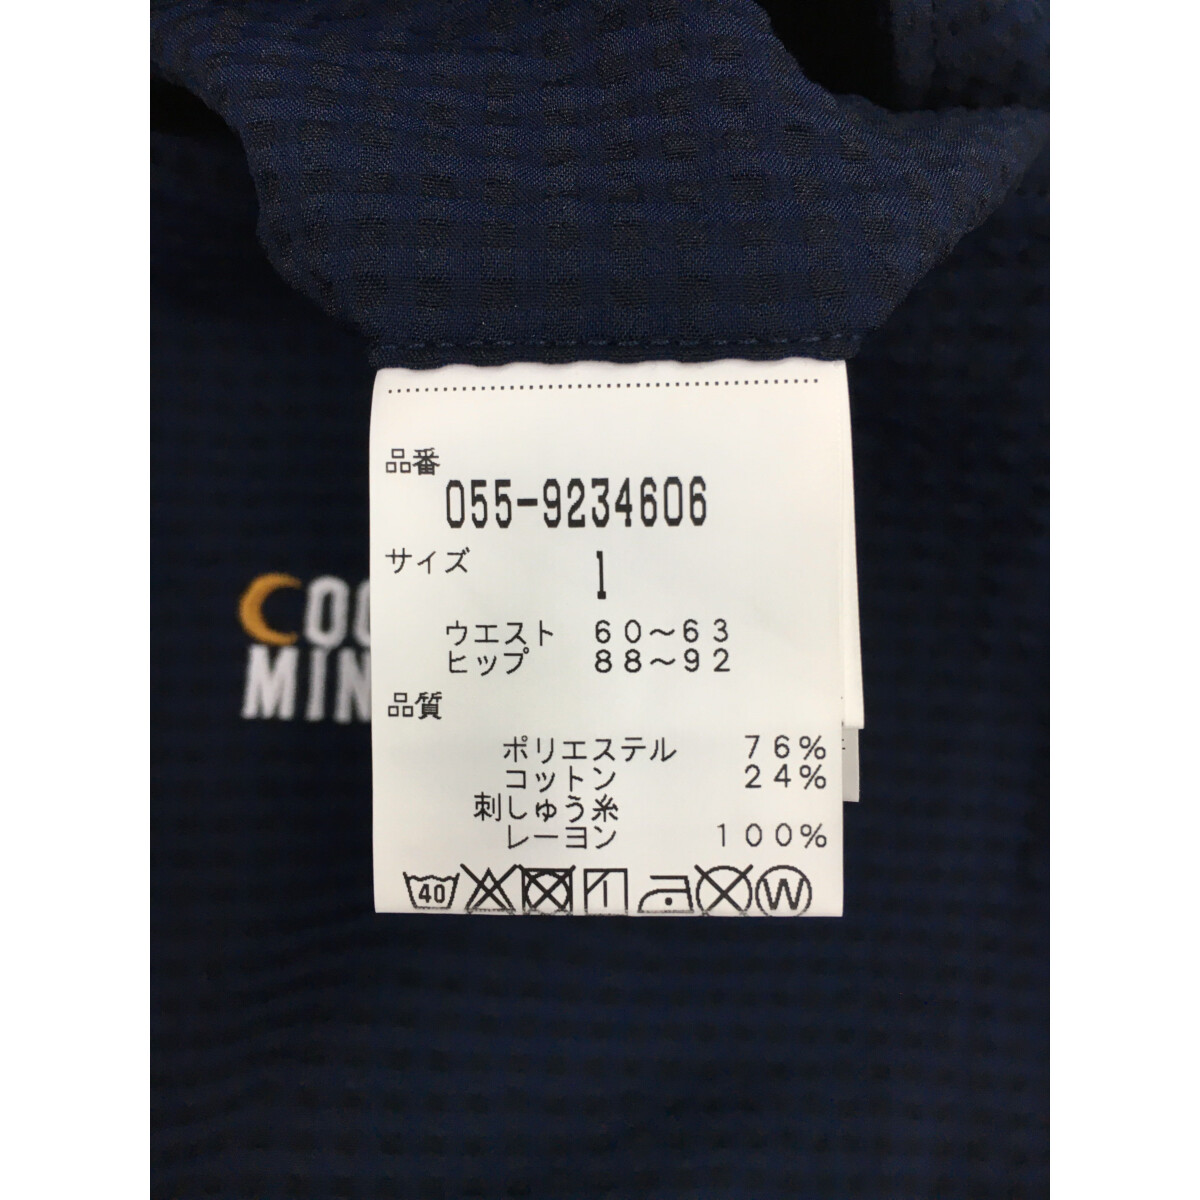 品番
055-9234606
サイズ 1
ウエスト 60～63
ヒップ 88～92
品質
ポリエステル 76%
コットン 24%
刺しゅう糸
レーヨン 100%
40 W